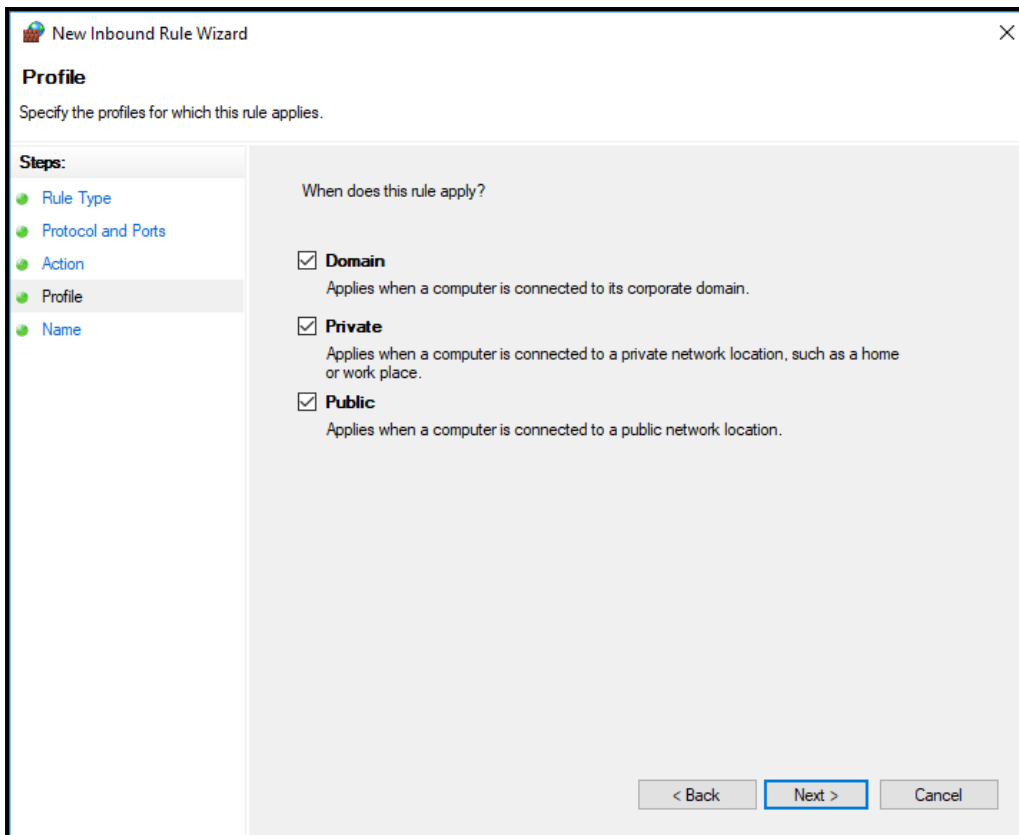 New Inbound Rule Wizard
Profile
Specify the profiles for which this rule applies.
Steps:
Rule Type
Protocol and Ports
Action
Profile
Name
When does this rule apply?
Domain
Applies when a computer is connected to its corporate domain.
Private
Applies when a computer is connected to a private network location, such as a home
or work place.
Public
Applies when a computer is connected to a public network location.
< Back
Next >
Cancel